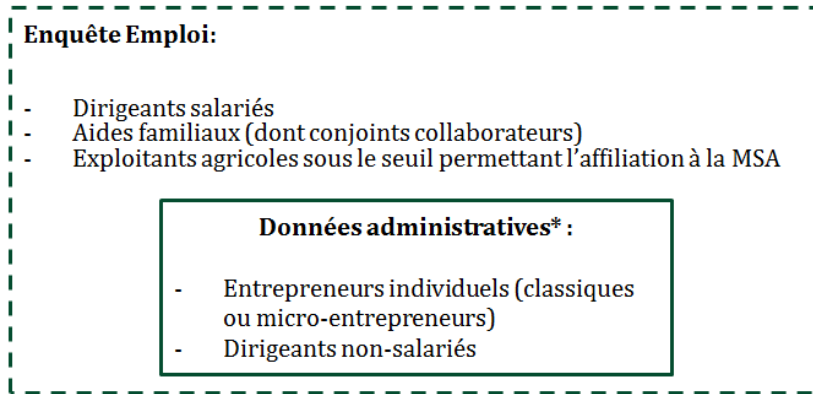 Enquête Emploi:
- Dirigeants salariés
- Aides familiaux (dont conjoints collaborateurs)
- Exploitants agricoles sous le seuil permettant l’affiliation à la MSA
Données administratives* :
- Entrepreneurs individuels (classiques
ou micro-entrepreneurs)
- Dirigeants non-salariés